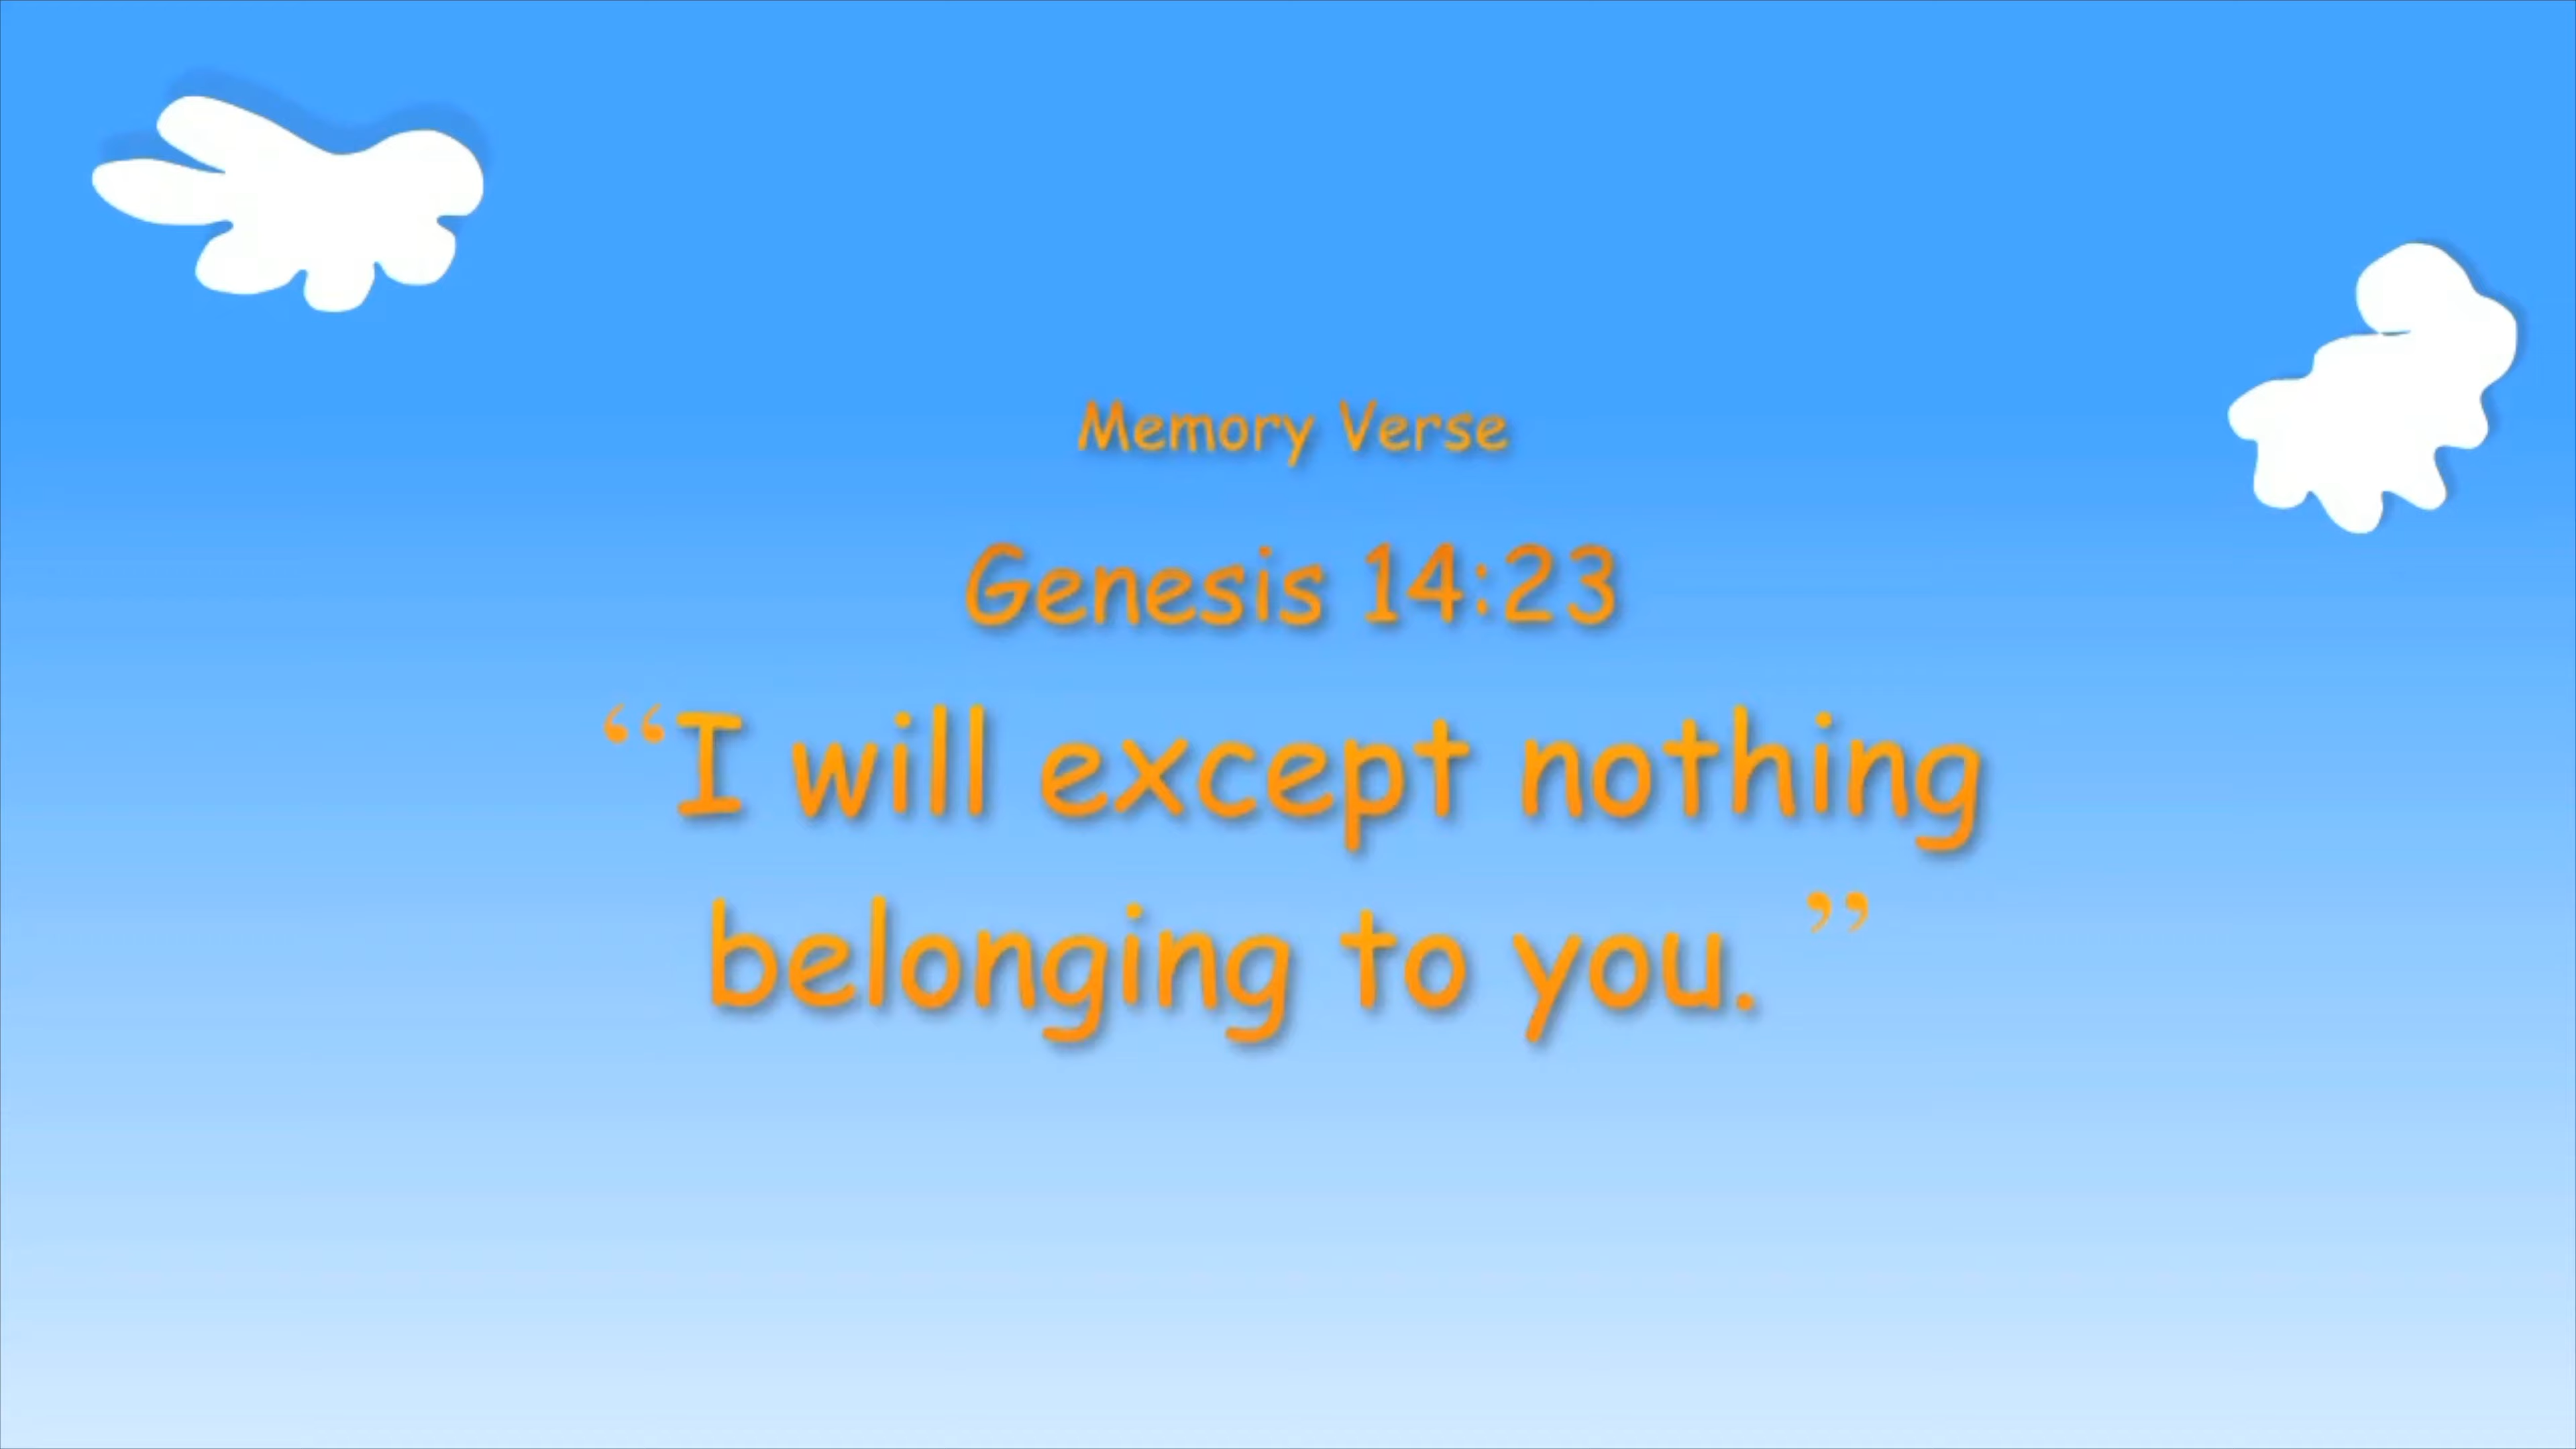 Memory Verse
Genesis 14:23
“I will except nothing
belonging to you. ”